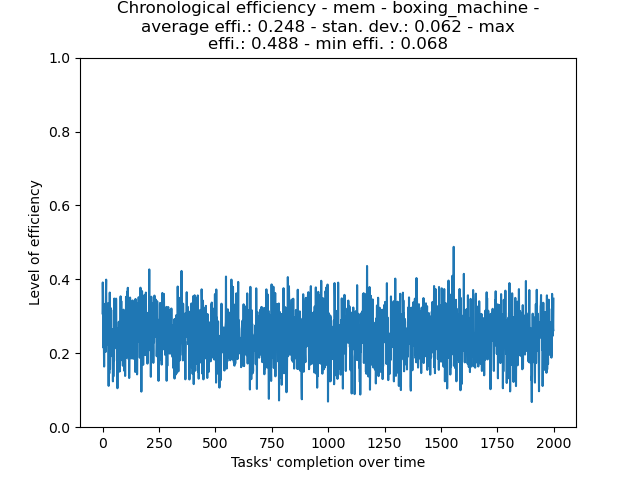 Chronological efficiency - mem - boxing_machine -
average effi.: 0.248 - stan. dev.: 0.062 - max
effi.: 0.488 - min effi. : 0.068
1.0
0.8
0.6
0.4
0.2
0.0
Level of efficiency
0 250 500 750 1000 1250 1500 1750 2000
Tasks' completion over time